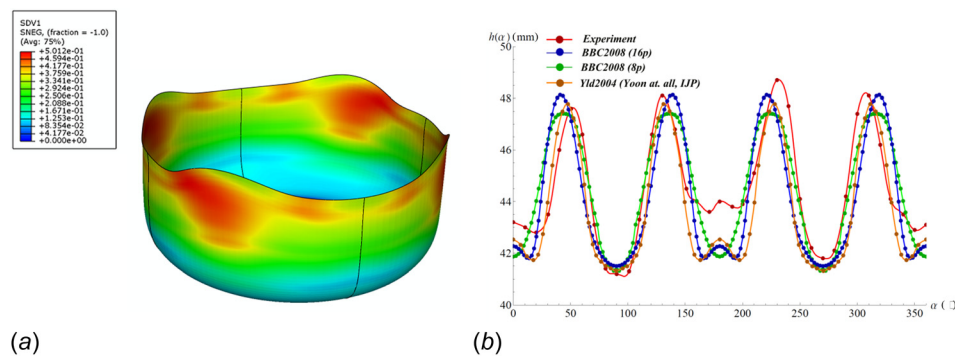 SDV1
SNEG, (fraction = -1.0)
(Avg: 75%)
+5.012e-01
+4.594e-01
+4.177e-01
+3.759e-01
+3.341e-01
+2.924e-01
+2.506e-01
+2.088e-01
+1.671e-01
+1.253e-01
+8.354e-02
+4.177e-02
+0.000e+00
(a)
h(α) (mm)
50
48
46
44
42
40
Experiment
BBC2008 (16p)
BBC2008 (8p)
Yld2004 (Yoon at. all, IJP)
0 50 100 150 200 250 300 350 α (□)
(b)